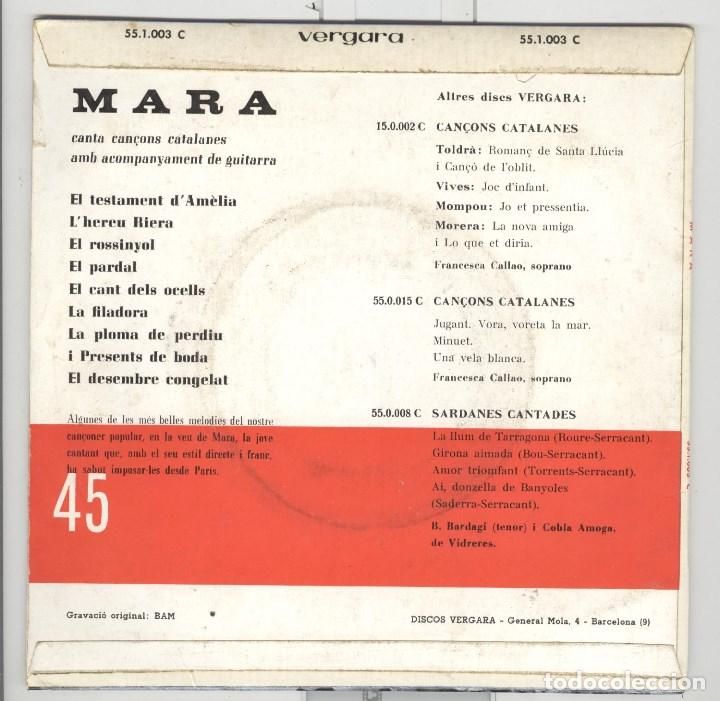 55.1.003 C
vergara
55.1.003 C
MARA
canta cançons catalanes
amb acompanyament de guitarra
El testament d'Amèlia
L'hereu Riera
El rossinyol
El pardal
El cant dels ocells
La filadora
La ploma de perdiu
i Presents de boda
El desembre congelat
Algunes de les més belles melodies del nostre
cançoner popular, en la veu de Mara, la jove
cantant que, amb el seu estil directe i franc,
ha sabut imposar-les desde París.
45
Altres discs VERGARA:
15.0.002 C CANÇONS CATALANES
Toldrà: Romanç de Santa Llúcia
i Cançó de l'oblit.
Vives: Joc d'infant.
Mompou: Jo et pressentia.
Morera: La nova amiga
i Lo que et diria.
Francesca Callao, soprano
55.0.015 C CANÇONS CATALANES
Jugant. Vora, voreta la mar.
Minuet.
Una vela blanca.
Francesca Callao, soprano
55.0.008 C SARDANES CANTADES
La llum de Tarragona (Roure-Serracant).
Girona aimada (Bou-Serracant).
Amor triomfant (Torrents-Serracant).
Ai, donzella de Banyoles
(Saderra-Serracant).
B. Bardagí (tenor) i Cobla Amoga,
de Vidreres.
Gravació original: BAM
DISCOS VERGARA - General Mola, 4 - Barcelona (9)
todocoleccion